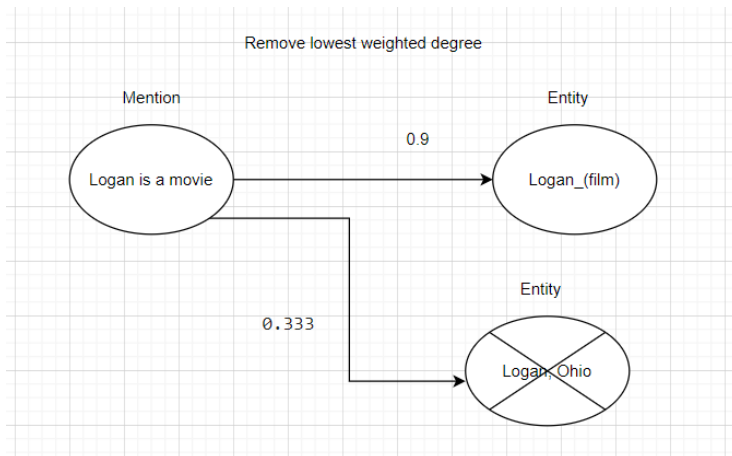 Remove lowest weighted degree
Mention
Entity
0.9
Logan is a movie
Logan_(film)
Entity
0.333
Logan, Ohio